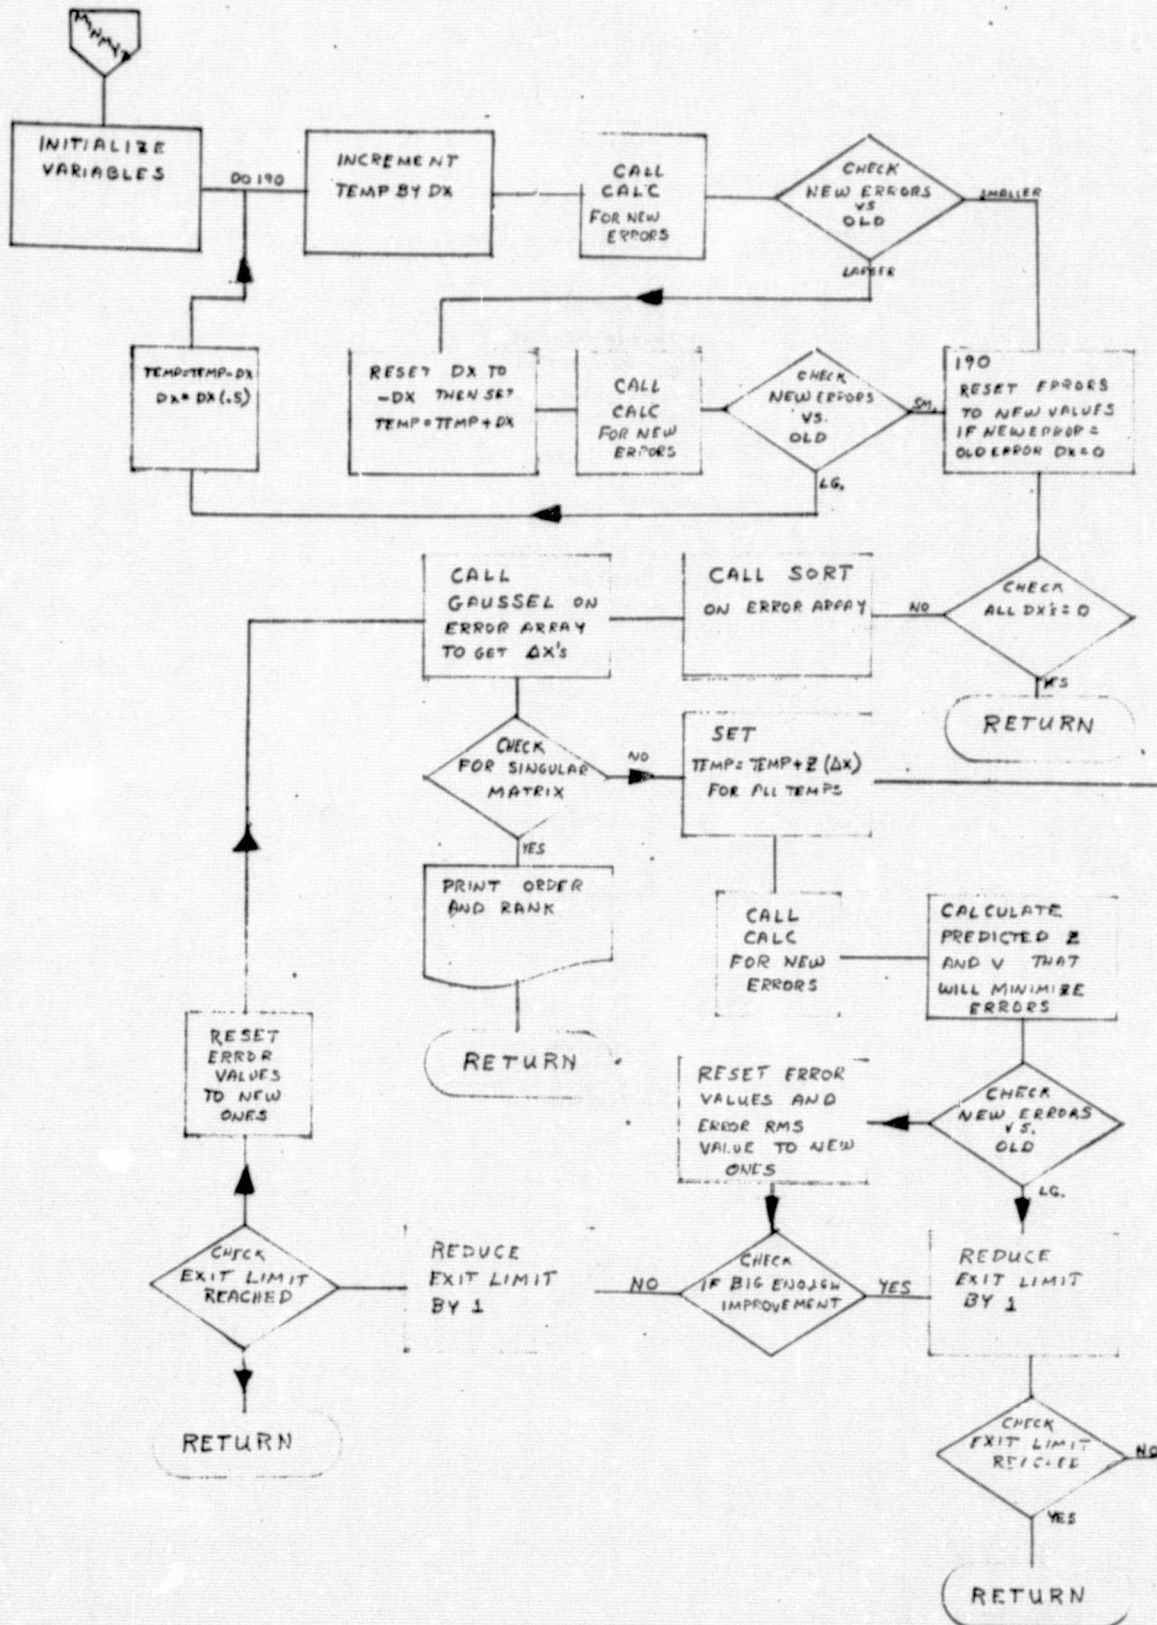 MINMYT
INITIALIZE
VARIABLES
DO 190
INCREMENT
TEMP BY DX
CALL
CALC
FOR NEW
ERRORS
CHECK
NEW ERRORS
VS
OLD
SMALLER
LARGER
TEMP=TEMP-DX
DX=DX(.5)
RESET DX TO
-DX THEN SET
TEMP=TEMP+DX
CALL
CALC
FOR NEW
ERRORS
CHECK
NEW ERRORS
VS.
OLD
SM.
LG.
190
RESET ERRORS
TO NEW VALUES
IF NEW ERROR=
OLD ERROR DX=0
CALL
GAUSSEL ON
ERROR ARRAY
TO GET ΔX's
CALL SORT
ON ERROR ARRAY
NO
CHECK
ALL DX's=0
YES
RETURN
CHECK
FOR SINGULAR
MATRIX
NO
YES
SET
TEMP=TEMP+Z(ΔX)
FOR ALL TEMPS
PRINT ORDER
AND RANK
RETURN
CALL
CALC
FOR NEW
ERRORS
CALCULATE
PREDICTED Z
AND V THAT
WILL MINIMIZE
ERRORS
RESET
ERROR
VALUES
TO NEW
ONES
RESET ERROR
VALUES AND
ERROR RMS
VALUE TO NEW
ONES
CHECK
NEW ERRORS
VS.
OLD
LG.
CHECK
EXIT LIMIT
REACHED
RETURN
REDUCE
EXIT LIMIT
BY 1
NO
CHECK
IF BIG ENOUGH
IMPROVEMENT
YES
REDUCE
EXIT LIMIT
BY 1
CHECK
EXIT LIMIT
REACHED
NO
YES
RETURN